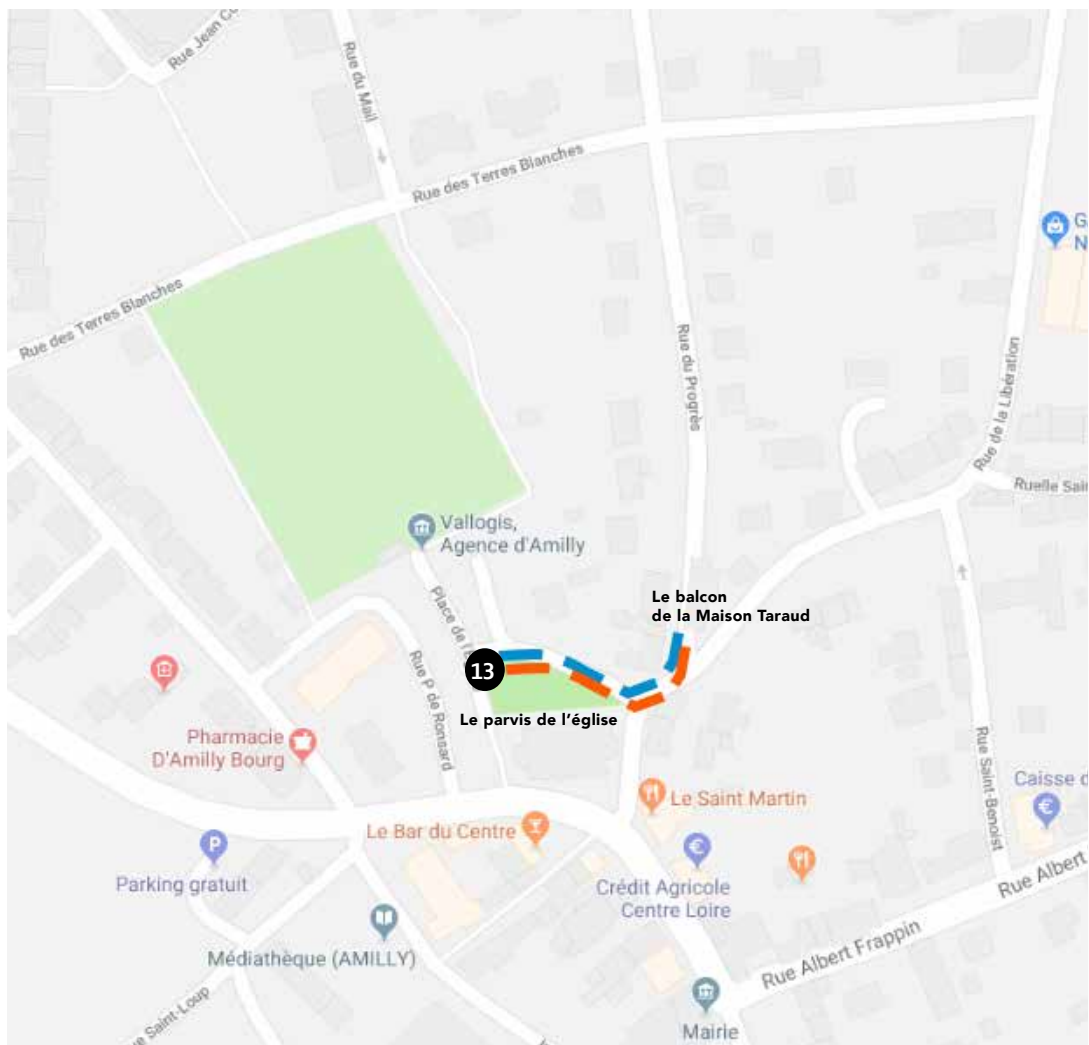 Rue Jean
Rue du Mail
Rue des Terres Blanches
G
N
Rue des Terres Blanches
Rue du Progrès
Rue de la Libération
Ruelle
Vallogis,
Agence d'Amilly
Le balcon
de la Maison Taraud
Place de
13
Rue P de Ronsard
Le parvis de l'église
Pharmacie
D'Amilly Bourg
Rue Saint-Benoist
Caisse
Le Saint Martin
Le Bar du Centre
P
Parking gratuit
Crédit Agricole
Centre Loire
Rue Albert
Médiathèque (AMILLY)
Rue Albert Frappin
Rue Saint-Loup
Mairie